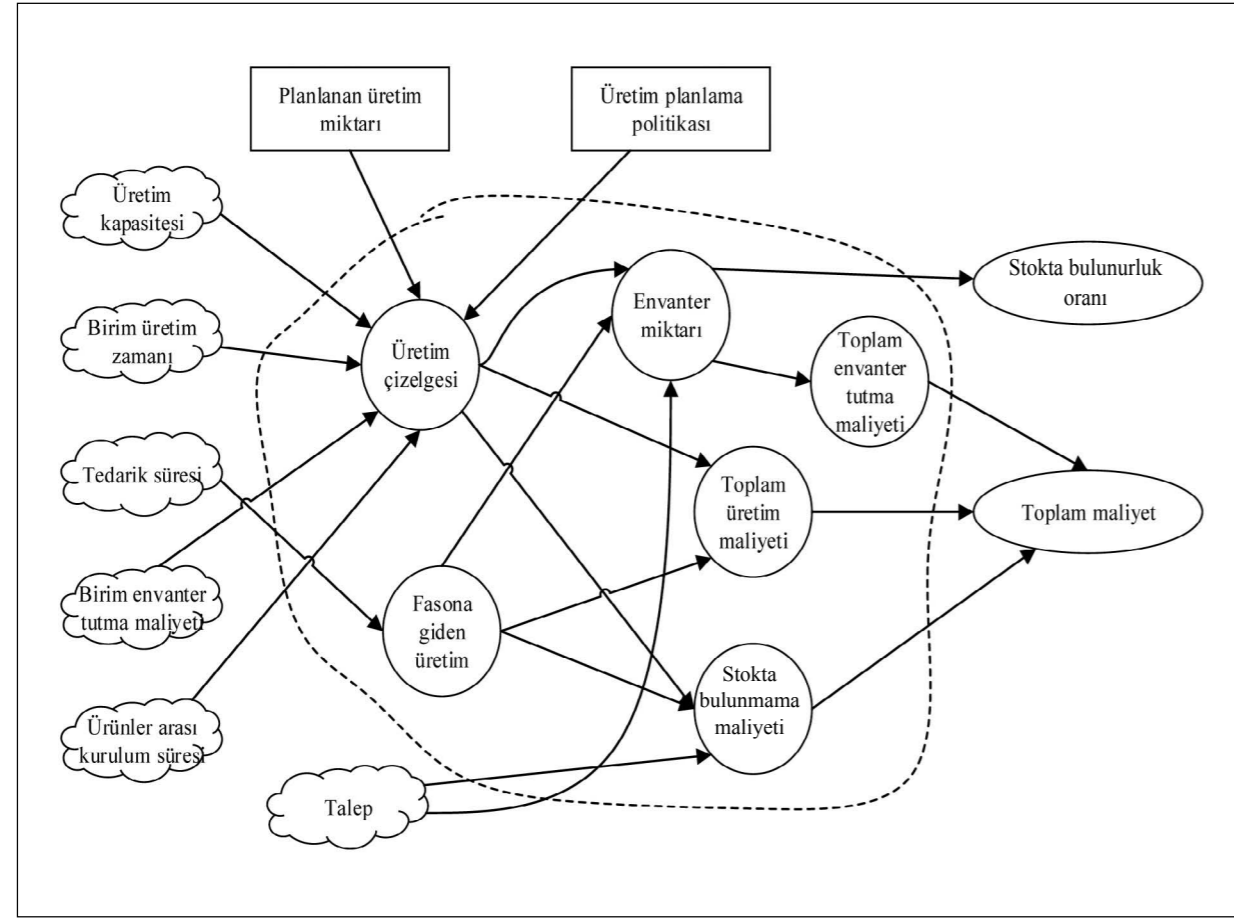 Planlanan üretim
miktarı
Üretim planlama
politikası
Üretim
kapasitesi
Birim üretim
zamanı
Tedarik süresi
Birim envanter
tutma maliyeti
Ürünler arası
kurulum süresi
Talep
Üretim
çizelgesi
Fasona
giden
üretim
Envanter
miktarı
Toplam
envanter
tutma
maliyeti
Toplam
üretim
maliyeti
Stokta
bulunmama
maliyeti
Stokta bulunurluk
oranı
Toplam maliyet